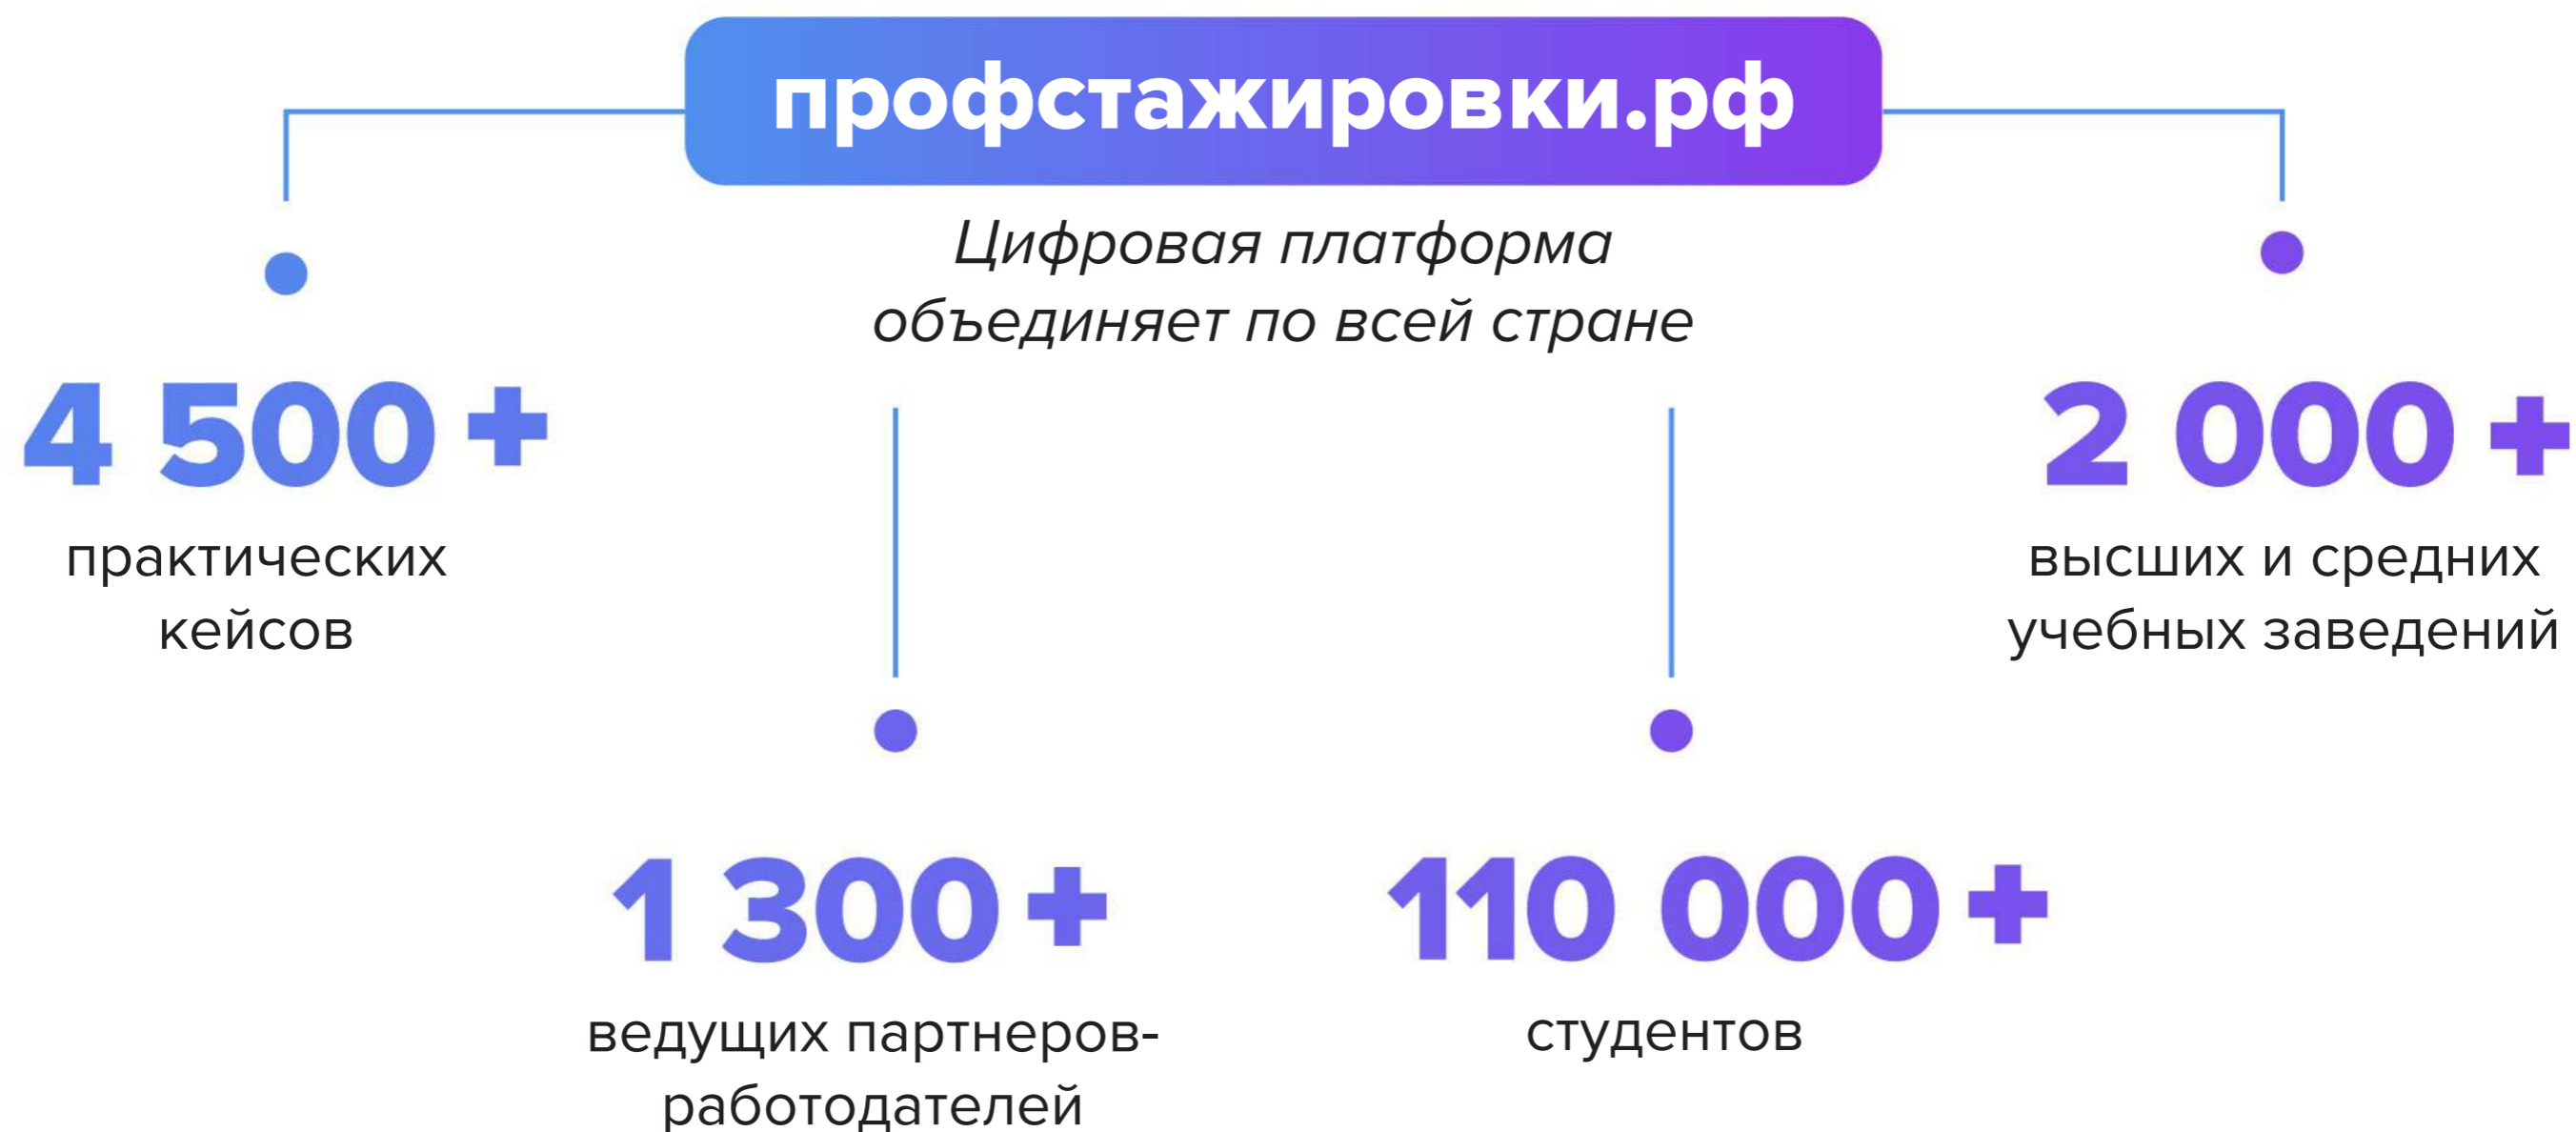 профстажировки.рф
Цифровая платформа
объединяет по всей стране
4 500 +
практических
кейсов
2 000 +
высших и средних
учебных заведений
1 300 +
ведущих партнеров-
работодателей
110 000 +
студентов